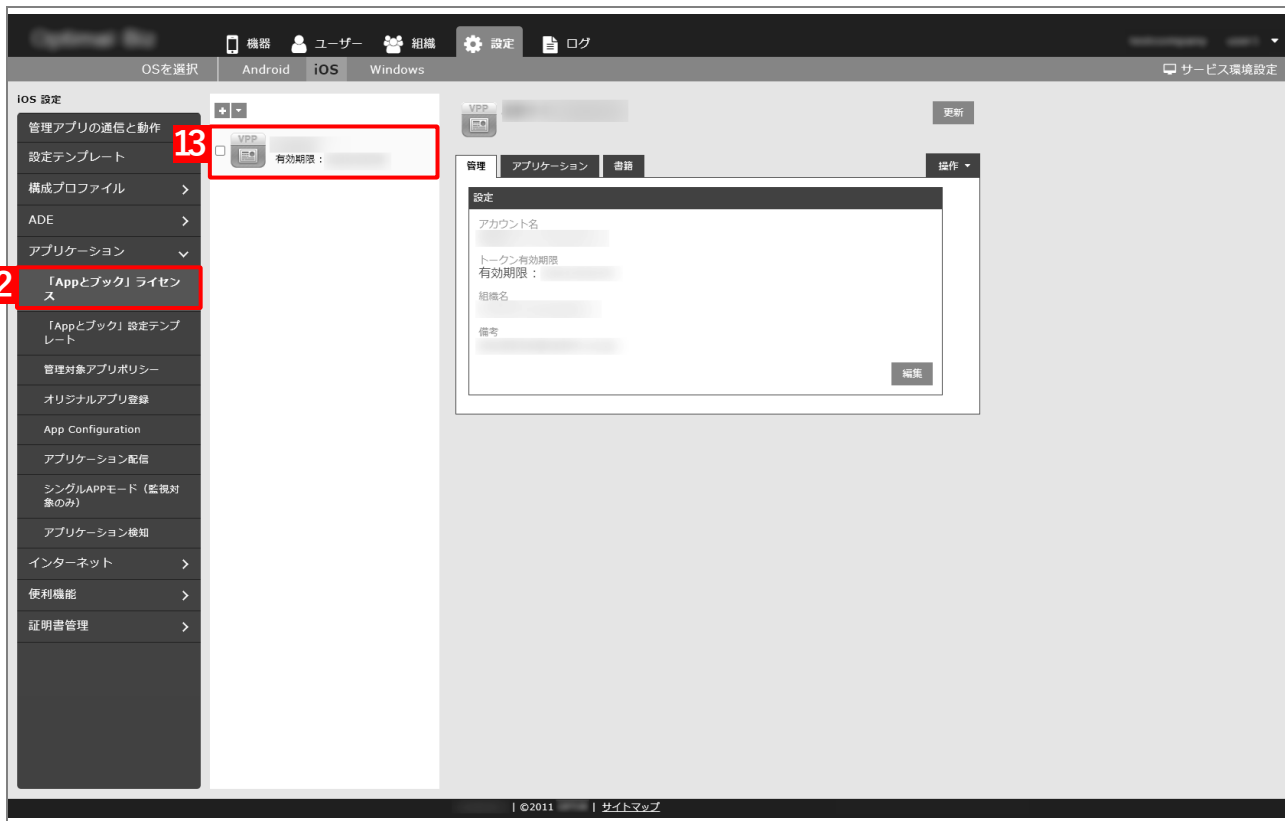 機器
ユーザー
組織
設定
ログ
OSを選択
Android
iOS
Windows
サービス環境設定
iOS 設定
管理アプリの通信と動作
設定テンプレート
構成プロファイル
ADE
アプリケーション
2
「Appとブック」ライセン
ス
「Appとブック」設定テンプ
レート
管理対象アプリポリシー
オリジナルアプリ登録
App Configuration
アプリケーション配信
シングルAPPモード（監視対
象のみ）
アプリケーション検知
インターネット
便利機能
証明書管理
13
VPP
有効期限：
VPP
更新
管理
アプリケーション
書籍
操作
設定
アカウント名
トークン有効期限
有効期限：
組織名
備考
編集
| ©2011
| サイトマップ